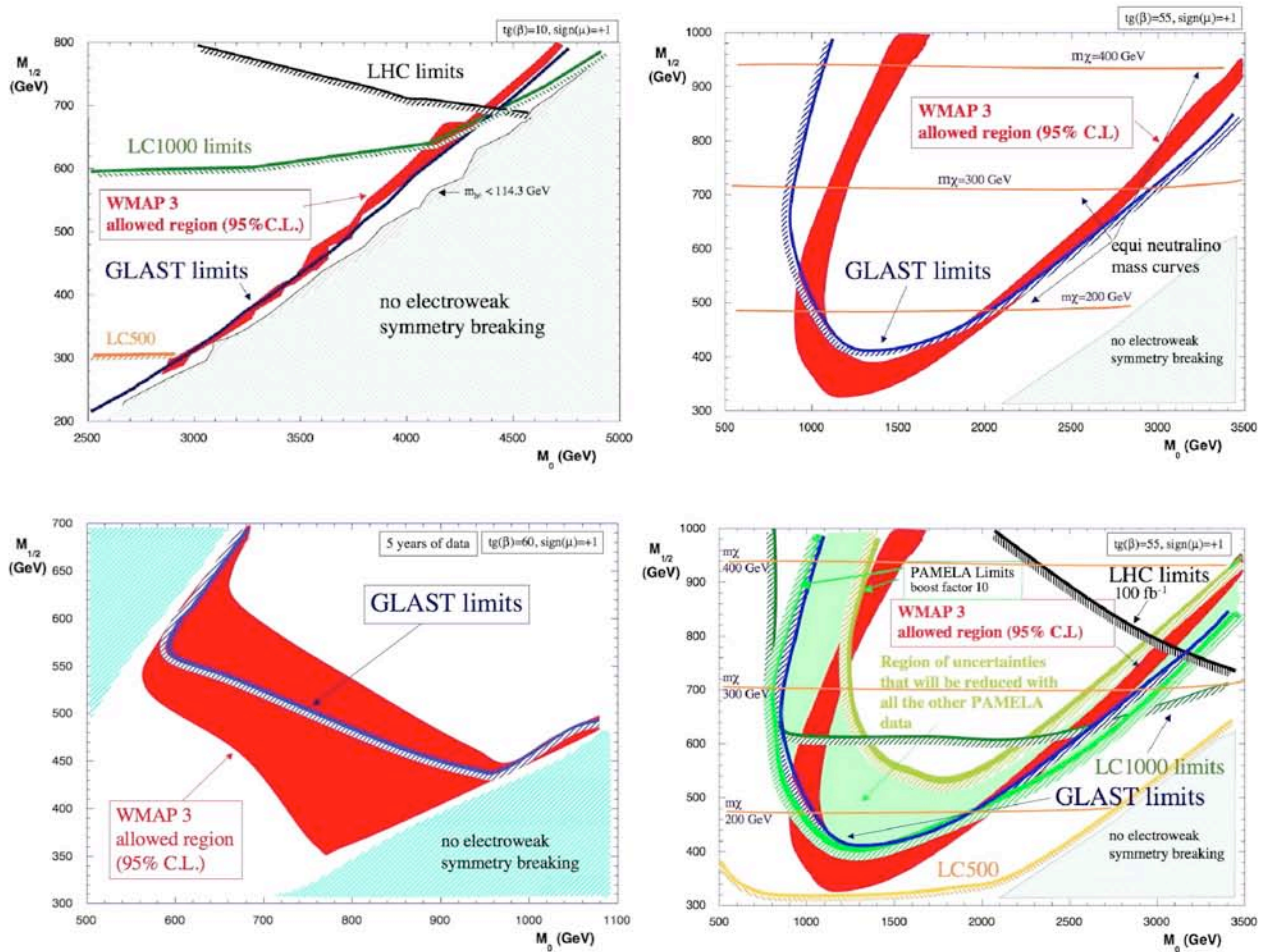 tg(β)=10, sign(μ)=+1
M1/2
(GeV)
800
700
600
500
400
300
200
LHC limits
LC1000 limits
WMAP 3
allowed region (95%C.L.)
GLAST limits
LC500
no electroweak
symmetry breaking
2500 3000 3500 4000 4500 5000
M0 (GeV)
tg(β)=55, sign(μ)=+1
M1/2
(GeV)
1000
900
800
700
600
500
400
300
mχ=400 GeV
WMAP 3
allowed region (95% C.L)
mχ=300 GeV
GLAST limits
equi neutralino
mass curves
mχ=200 GeV
no electroweak
symmetry breaking
500 1000 1500 2000 2500 3000 3500
M0 (GeV)
5 years of data
tg(β)=60, sign(μ)=+1
M1/2
(GeV)
700
650
600
550
500
450
400
350
300
GLAST limits
WMAP 3
allowed region
(95% C.L.)
no electroweak
symmetry breaking
500 600 700 800 900 1000 1100
M0 (GeV)
tg(β)=55, sign(μ)=+1
M1/2
(GeV)
1000
900
800
700
600
500
400
300
mχ
400 GeV
PAMELA Limits
boost factor 10
LHC limits
100 fb⁻¹
WMAP 3
allowed region (95% C.L)
Region of uncertainties
that will be reduced with
all the other PAMELA
data
mχ
300 GeV
LC1000 limits
GLAST limits
mχ
200 GeV
LC500
no electroweak
symmetry breaking
500 1000 1500 2000 2500 3000 3500
M0 (GeV)